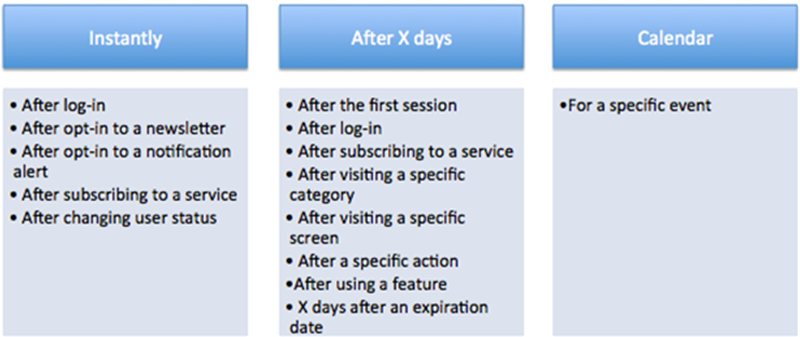 Instantly
• After log-in
• After opt-in to a newsletter
• After opt-in to a notification
alert
• After subscribing to a service
• After changing user status
After X days
• After the first session
• After log-in
• After subscribing to a service
• After visiting a specific
category
• After visiting a specific
screen
• After a specific action
•After using a feature
• X days after an expiration
date
Calendar
•For a specific event